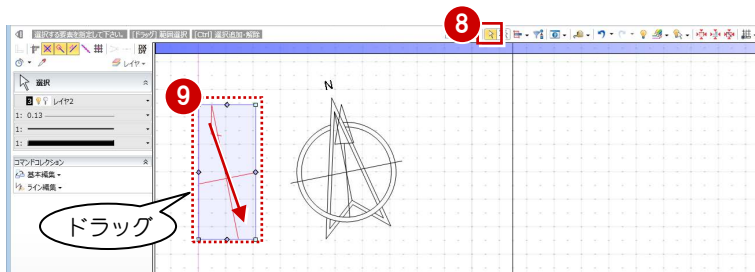 8
選択する要素を指定して下さい。 [ドラッグ] 範囲選択 [Ctrl] 選択追加・解除
レイヤ
選択
レイヤ2
1: 0.13
1:
1:
コマンドコレクション
基本編集
ライン編集
9
ドラッグ
N